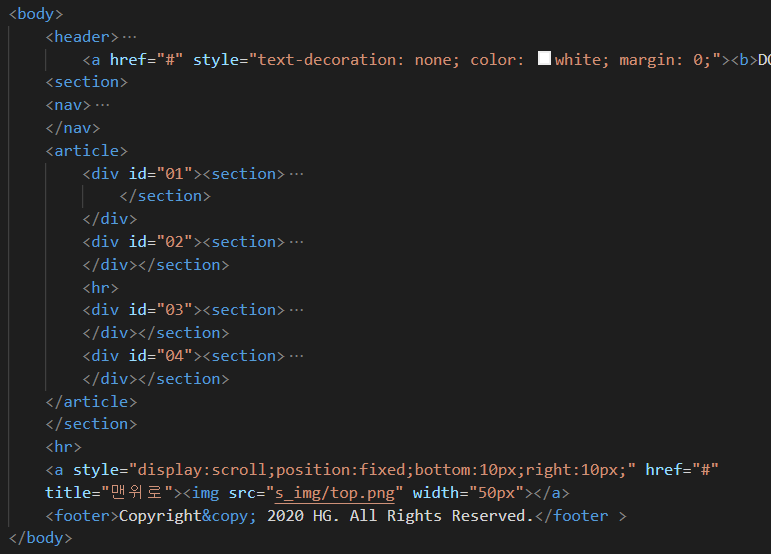 <body>
<header>···
<a href="#" style="text-decoration: none; color: white; margin: 0;"><b>DO
<section>
<nav>···
</nav>
<article>
<div id="01"><section>···
</section>
</div>
<div id="02"><section>···
</div></section>
<hr>
<div id="03"><section>···
</div></section>
<div id="04"><section>···
</div></section>
</article>
</section>
<hr>
<a style="display:scroll;position:fixed;bottom:10px;right:10px;" href="#"
title="맨위로"><img src="s_img/top.png" width="50px"></a>
<footer>Copyright&copy; 2020 HG. All Rights Reserved.</footer >
</body>